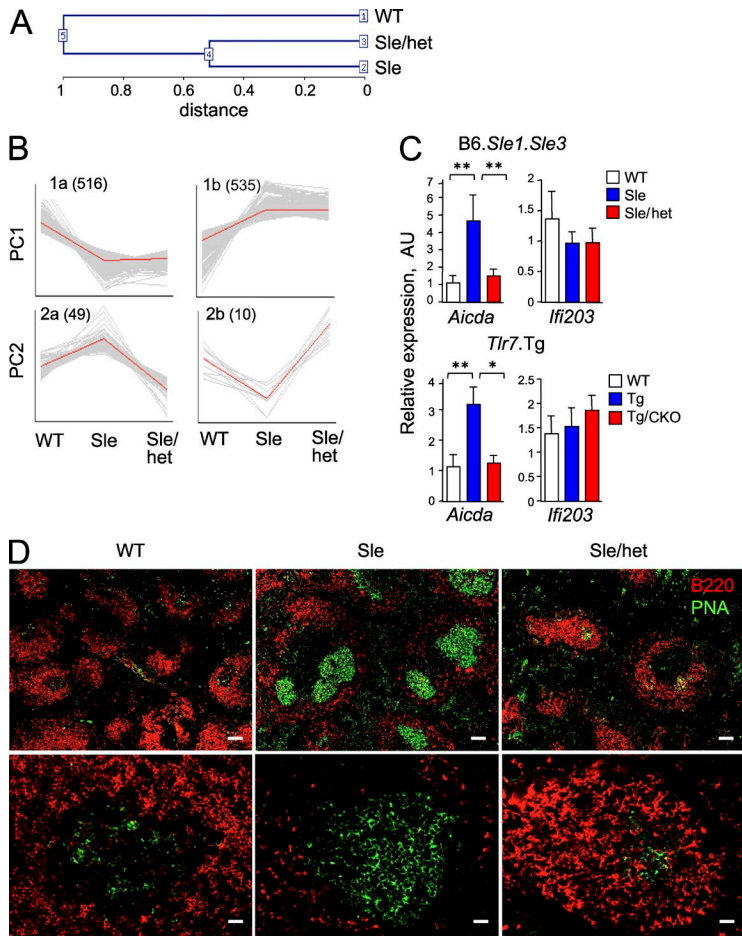 A
WT
1
5
Sle/het
3
4
Sle
2
1 0.8 0.6 0.4 0.2 0
distance
B
1a (516)
1b (535)
PC1
2a (49)
2b (10)
PC2
WT Sle Sle/ het
WT Sle Sle/ het
C
B6.Sle1.Sle3
** **
WT
Sle
Sle/het
7
6
5
4
3
2
1
0
2
1.5
1
0.5
0
Aicda Ifi203
Relative expression, AU
Tlr7.Tg
** *
WT
Tg
Tg/CKO
4
3
2
1
0
2.5
2
1.5
1
0.5
0
Aicda Ifi203
D
WT Sle Sle/het
B220
PNA